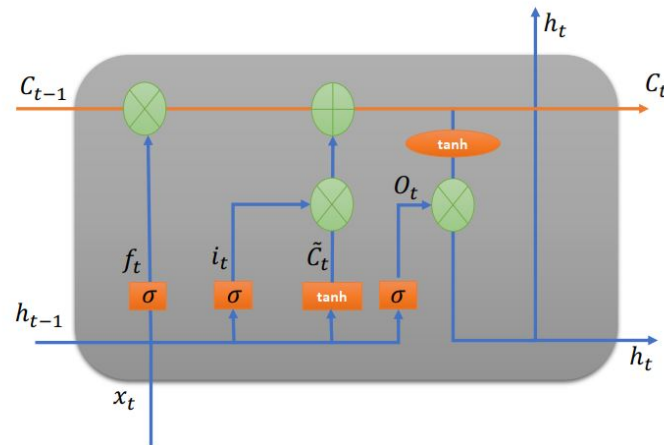 h_t
C_{t-1}
C_t
tanh
O_t
f_t
i_t
C̃_t
σ
σ
tanh
σ
h_{t-1}
h_t
x_t